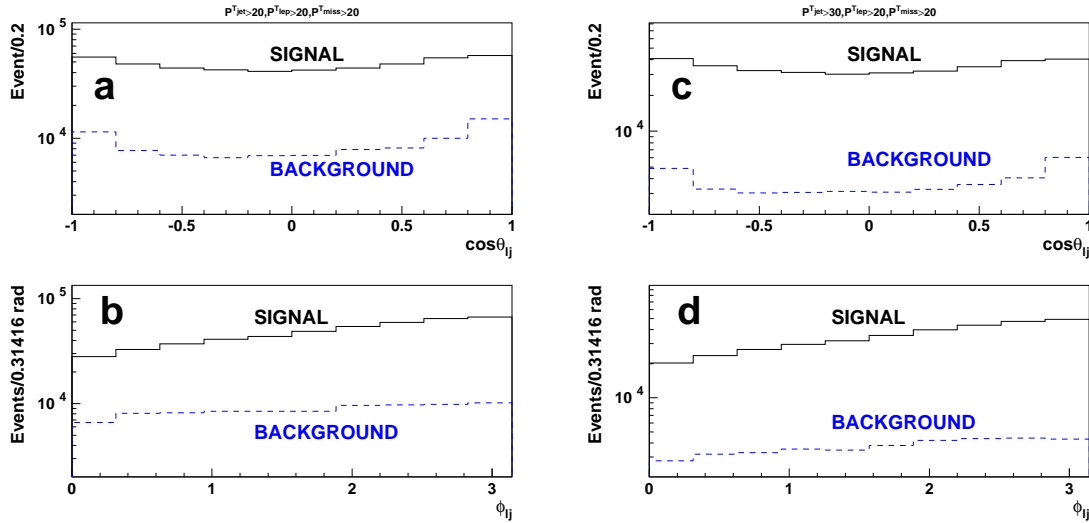 P^T_jet>20,P^T_lep>20,P^T_miss>20
Event/0.2
10^5
10^4
a
SIGNAL
BACKGROUND
-1 -0.5 0 0.5 1
cosθ_lj
P^T_jet>30,P^T_lep>20,P^T_miss>20
Event/0.2
10^4
c
SIGNAL
BACKGROUND
-1 -0.5 0 0.5 1
cosθ_lj
Events/0.31416 rad
10^5
10^4
b
SIGNAL
BACKGROUND
0 1 2 3
ϕ_lj
Events/0.31416 rad
10^4
d
SIGNAL
BACKGROUND
0 1 2 3
ϕ_lj